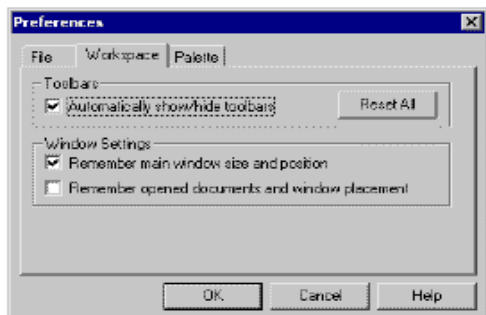 Preferences
File Workspace Palette
Toolbars
Automatically show/hide toolbars Reset All
Window Settings
Remember main window size and position
Remember opened documents and window placement
OK Cancel Help